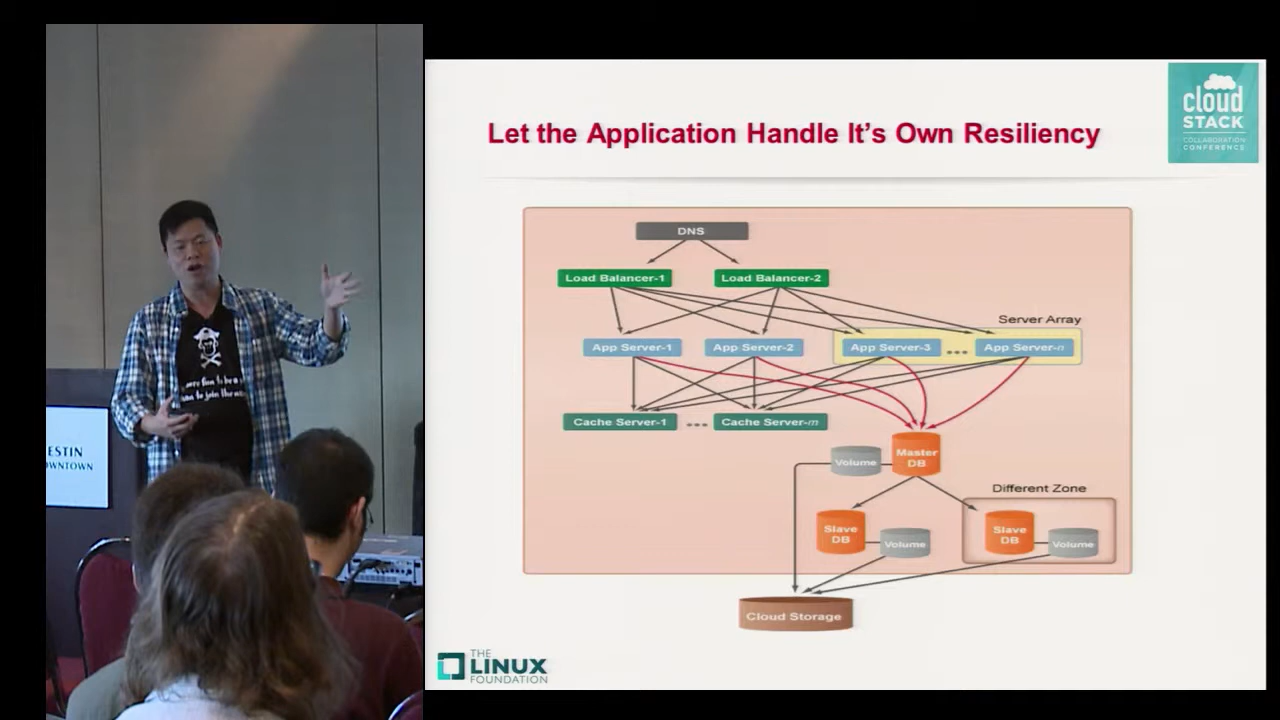 Let the Application Handle It's Own Resiliency
cloud
STACK
COLLABORATION
CONFERENCE
DNS
Load Balancer-1
Load Balancer-2
Server Array
App Server-1
App Server-2
App Server-3
App Server-n
Cache Server-1
Cache Server-m
Master
DB
Volume
Different Zone
Slave
DB
Volume
Slave
DB
Volume
Cloud Storage
THE
LINUX
FOUNDATION
ESTIN
OWNTOWN